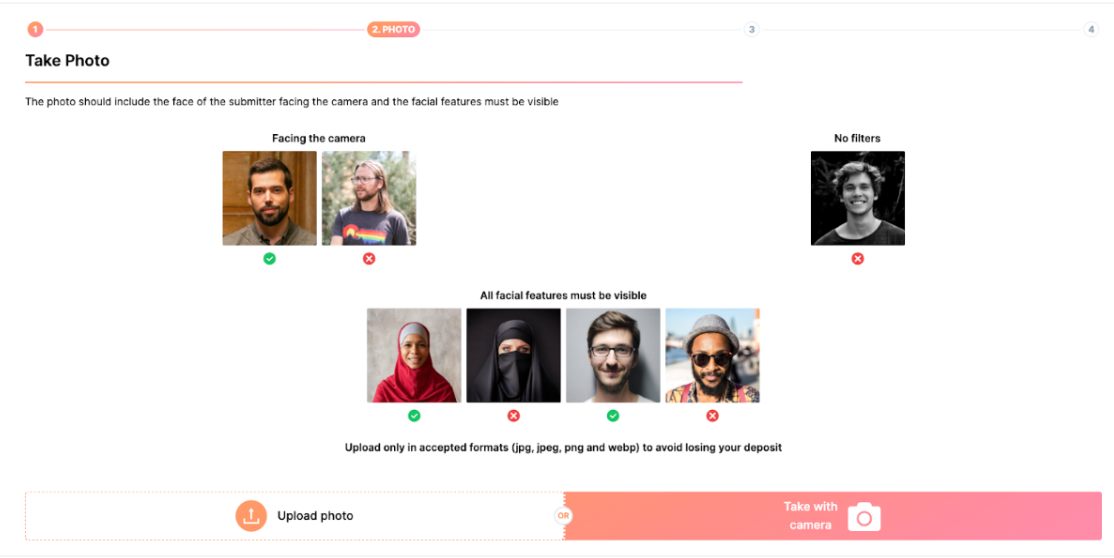 1
2. PHOTO
3
4
Take Photo
The photo should include the face of the submitter facing the camera and the facial features must be visible
Facing the camera
No filters
All facial features must be visible
Upload only in accepted formats (jpg, jpeg, png and webp) to avoid losing your deposit
Upload photo
OR
Take with
camera